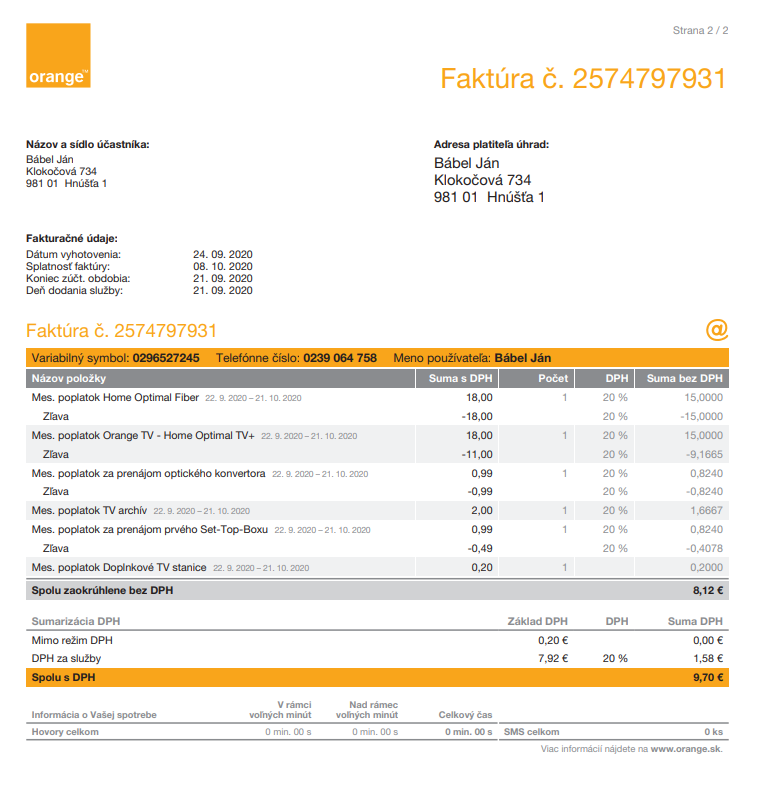 Strana 2 / 2
orange™
Faktúra č. 2574797931
Názov a sídlo účastníka:
Bábel Ján
Klokočová 734
981 01 Hnúšťa 1
Adresa platiteľa úhrad:
Bábel Ján
Klokočová 734
981 01 Hnúšťa 1
Fakturačné údaje:
Dátum vyhotovenia: 24. 09. 2020
Splatnosť faktúry: 08. 10. 2020
Koniec zúčt. obdobia: 21. 09. 2020
Deň dodania služby: 21. 09. 2020
Faktúra č. 2574797931 @
Variabilný symbol: 0296527245 Telefónne číslo: 0239 064 758 Meno používateľa: Bábel Ján
Názov položky Suma s DPH Počet DPH Suma bez DPH
Mes. poplatok Home Optimal Fiber 22. 9. 2020 – 21. 10. 2020 18,00 1 20 % 15,0000
Zľava -18,00 20 % -15,0000
Mes. poplatok Orange TV - Home Optimal TV+ 22. 9. 2020 – 21. 10. 2020 18,00 1 20 % 15,0000
Zľava -11,00 20 % -9,1665
Mes. poplatok za prenájom optického konvertora 22. 9. 2020 – 21. 10. 2020 0,99 1 20 % 0,8240
Zľava -0,99 20 % -0,8240
Mes. poplatok TV archív 22. 9. 2020 – 21. 10. 2020 2,00 1 20 % 1,6667
Mes. poplatok za prenájom prvého Set-Top-Boxu 22. 9. 2020 – 21. 10. 2020 0,99 1 20 % 0,8240
Zľava -0,49 20 % -0,4078
Mes. poplatok Doplnkové TV stanice 22. 9. 2020 – 21. 10. 2020 0,20 1 0,2000
Spolu zaokrúhlene bez DPH 8,12 €
Sumarizácia DPH Základ DPH DPH Suma DPH
Mimo režim DPH 0,20 € 0,00 €
DPH za služby 7,92 € 20 % 1,58 €
Spolu s DPH 9,70 €
V rámci Nad rámec
Informácia o Vašej spotrebe voľných minút voľných minút Celkový čas
Hovory celkom 0 min. 00 s 0 min. 00 s 0 min. 00 s SMS celkom 0 ks
Viac informácií nájdete na www.orange.sk.